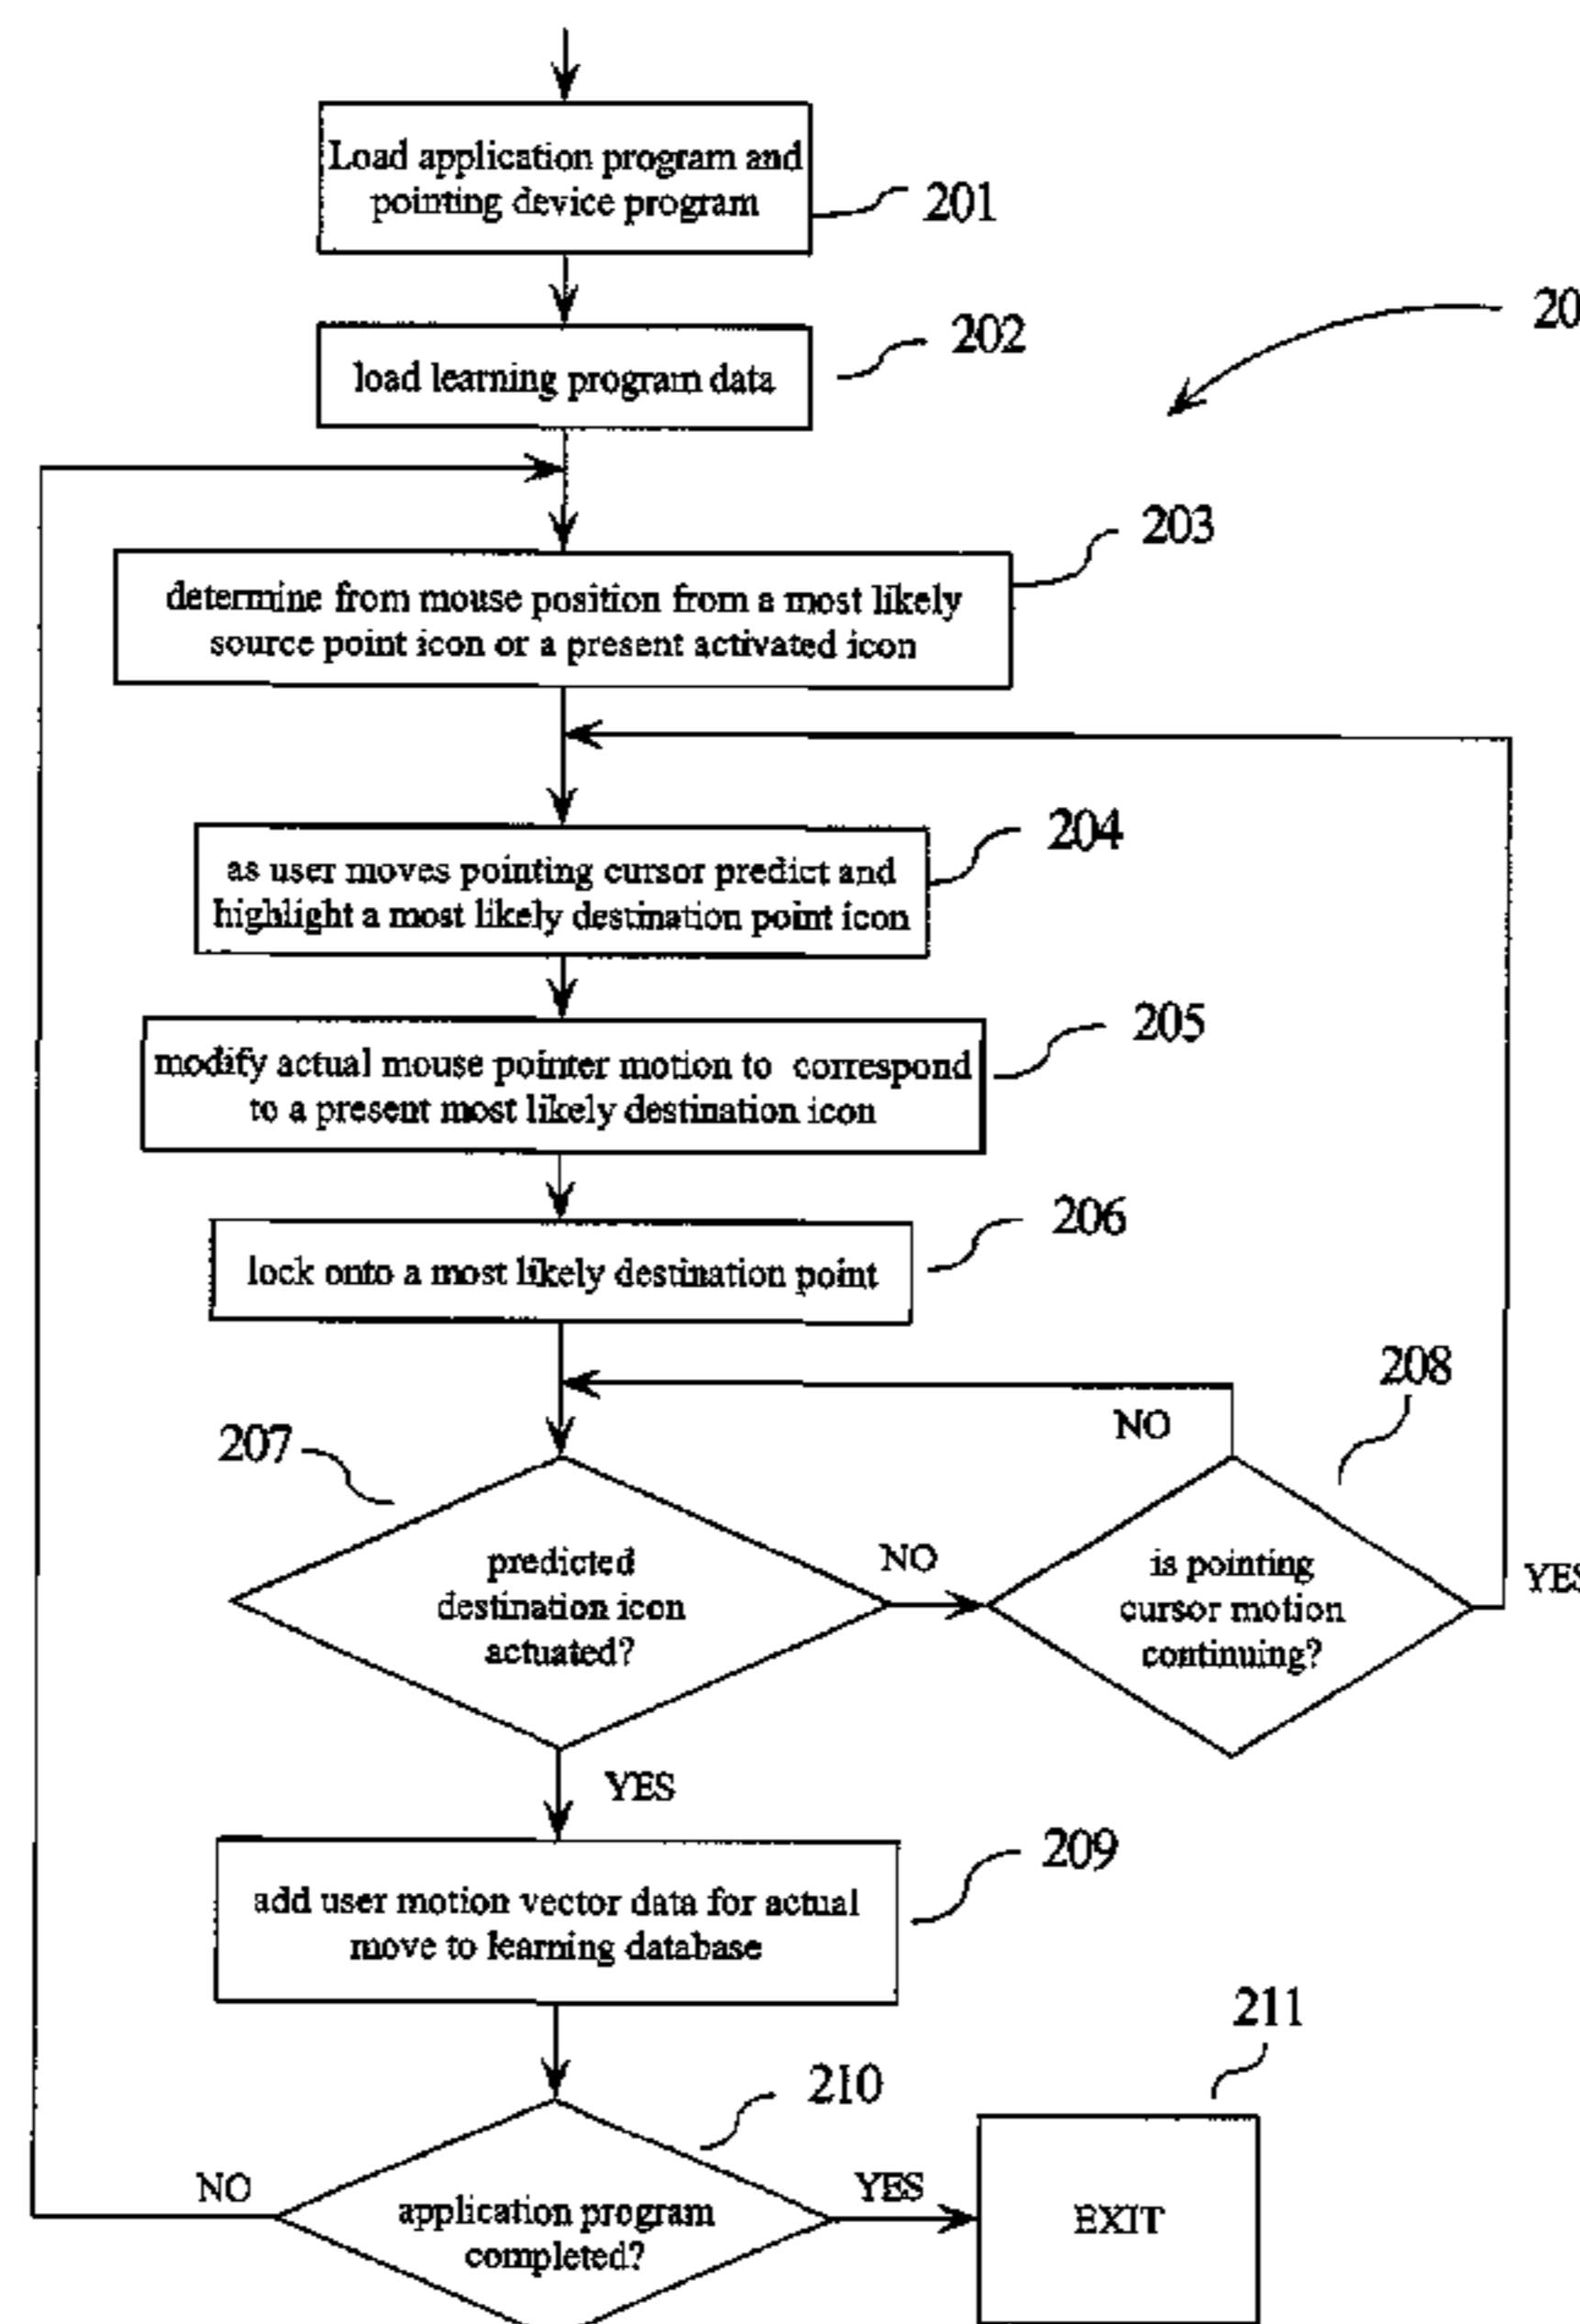 Load application program and
pointing device program
201
load learning program data
202
20
determine from mouse position from a most likely
source point icon or a present activated icon
203
as user moves pointing cursor predict and
highlight a most likely destination point icon
204
modify actual mouse pointer motion to correspond
to a present most likely destination icon
205
lock onto a most likely destination point
206
207
predicted
destination icon
actuated?
NO
208
NO
is pointing
cursor motion
continuing?
YES
YES
add user motion vector data for actual
move to learning database
209
210
NO
application program
completed?
YES
211
EXIT